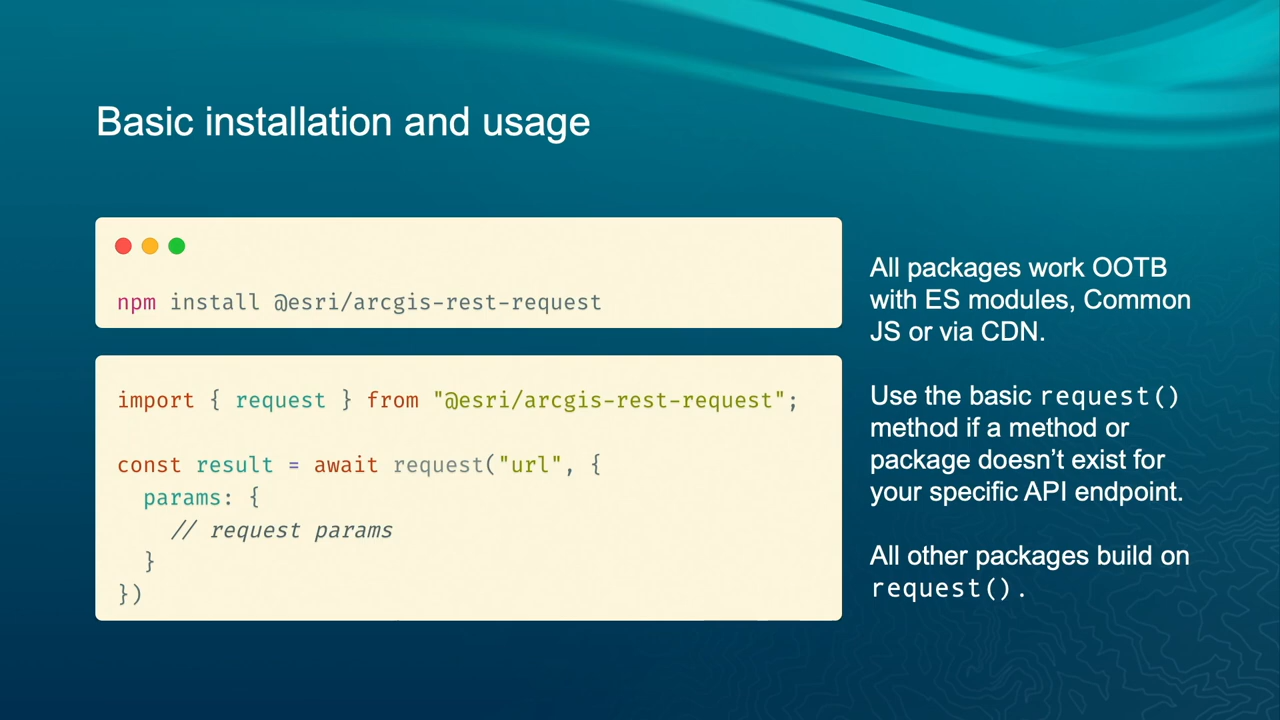 Basic installation and usage
npm install @esri/arcgis-rest-request
import { request } from "@esri/arcgis-rest-request";
const result = await request("url", {
  params: {
    // request params
  }
})
All packages work OOTB
with ES modules, Common
JS or via CDN.
Use the basic request()
method if a method or
package doesn’t exist for
your specific API endpoint.
All other packages build on
request().